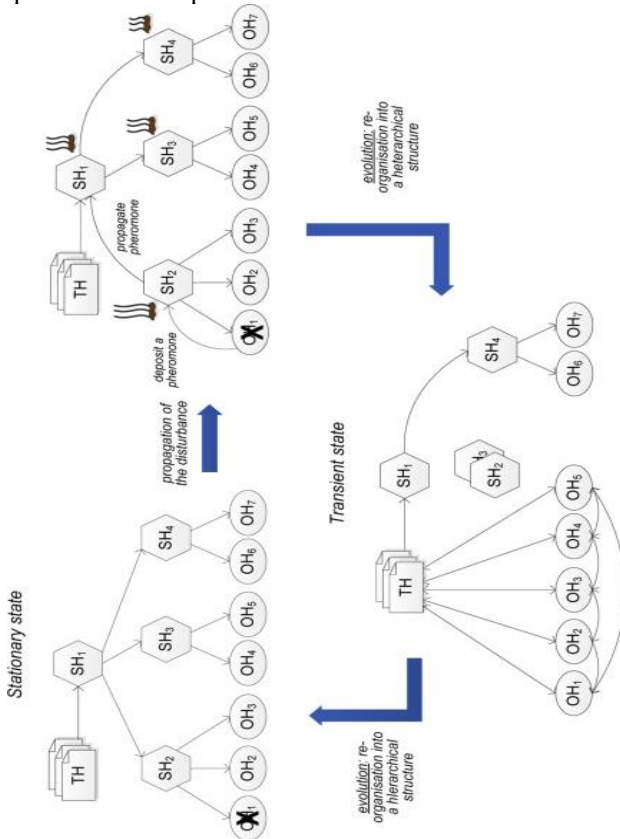 Stationary state
TH
SH₁
SH₂
SH₃
SH₄
OH₂
OH₃
OH₄
OH₅
OH₆
OH₇
propagation of
the disturbance
TH
SH₁
propagate
pheromone
SH₂
SH₃
SH₄
deposit a
pheromone
OH₂
OH₃
OH₄
OH₅
OH₆
OH₇
evolution: re-
organisation into
a heterarchical
structure
Transient state
TH
SH₁
SH₂
SH₄
OH₁
OH₂
OH₃
OH₄
OH₅
OH₆
OH₇
evolution: re-
organisation into
a hierarchical
structure